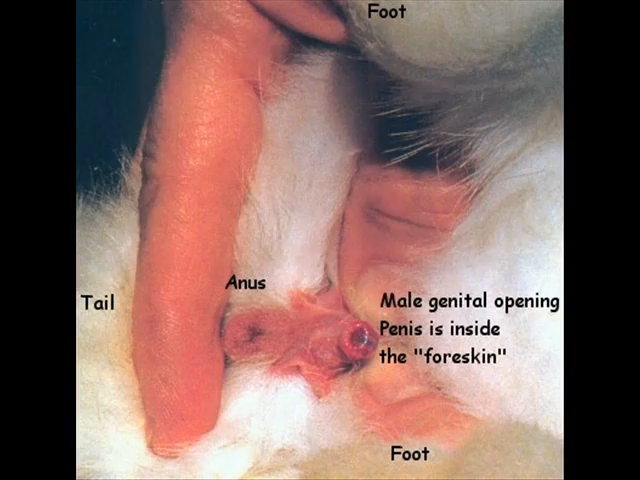 Foot
Anus
Tail
Male genital opening
Penis is inside
the "foreskin"
Foot